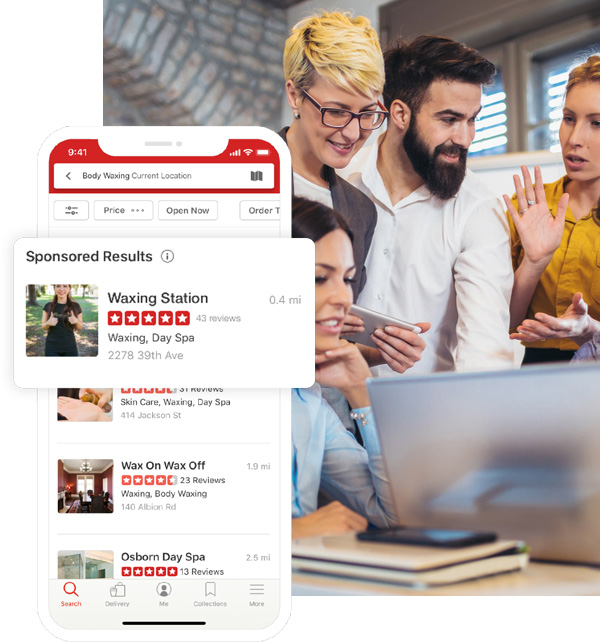 9:41
Body Waxing Current Location
Price
Open Now
Order T
Sponsored Results
Waxing Station
0.4 mi
43 reviews
Waxing, Day Spa
2278 39th Ave
31 Reviews
Skin Care, Waxing, Day Spa
414 Jackson St
Wax On Wax Off
1.9 mi
23 Reviews
Waxing, Body Waxing
140 Albion Rd
Osborn Day Spa
2.5 mi
13 Reviews
Search
Delivery
Me
Collections
More